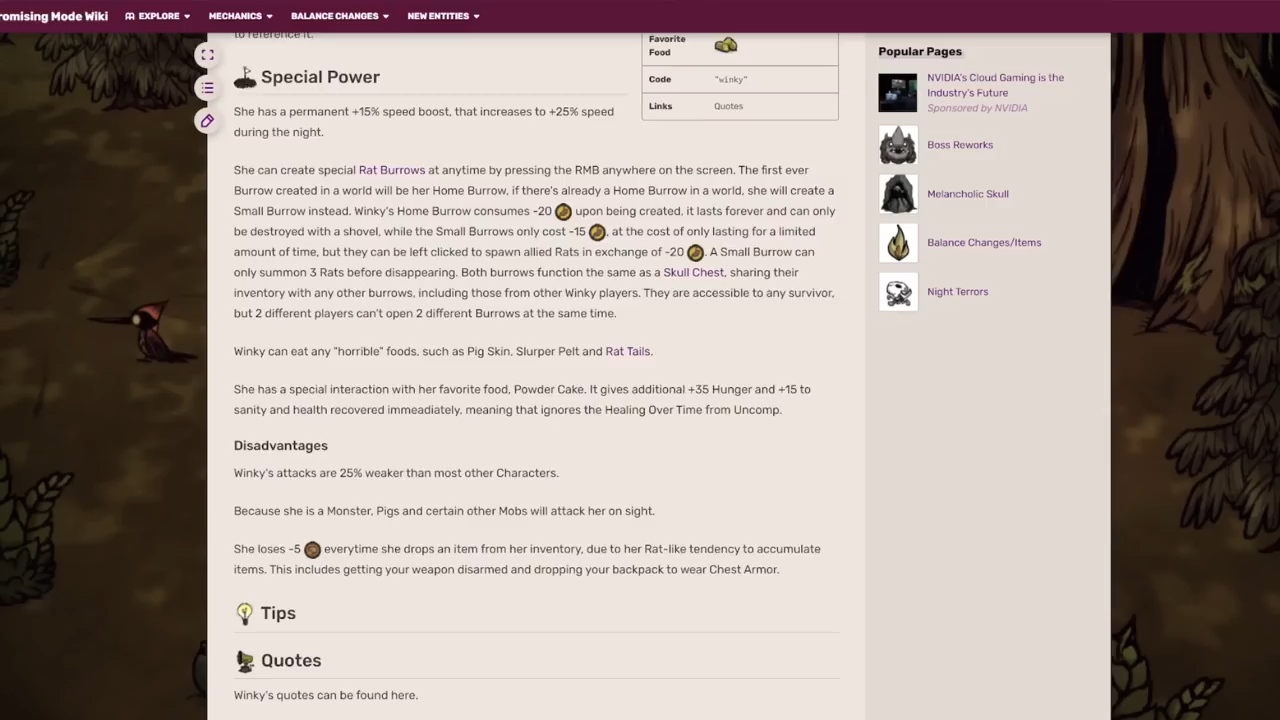 romising Mode Wiki
EXPLORE
MECHANICS
BALANCE CHANGES
NEW ENTITIES
to reference it.
Special Power
She has a permanent +15% speed boost, that increases to +25% speed
during the night.
She can create special Rat Burrows at anytime by pressing the RMB anywhere on the screen. The first ever
Burrow created in a world will be her Home Burrow, if there's already a Home Burrow in a world, she will create a
Small Burrow instead. Winky's Home Burrow consumes -20 upon being created, it lasts forever and can only
be destroyed with a shovel, while the Small Burrows only cost -15 , at the cost of only lasting for a limited
amount of time, but they can be left clicked to spawn allied Rats in exchange of -20 . A Small Burrow can
only summon 3 Rats before disappearing. Both burrows function the same as a Skull Chest, sharing their
inventory with any other burrows, including those from other Winky players. They are accessible to any survivor,
but 2 different players can't open 2 different Burrows at the same time.
Winky can eat any "horrible" foods, such as Pig Skin, Slurper Pelt and Rat Tails.
She has a special interaction with her favorite food, Powder Cake. It gives additional +35 Hunger and +15 to
sanity and health recovered immeadiately, meaning that ignores the Healing Over Time from Uncomp.
Disadvantages
Winky's attacks are 25% weaker than most other Characters.
Because she is a Monster, Pigs and certain other Mobs will attack her on sight.
She loses -5 everytime she drops an item from her inventory, due to her Rat-like tendency to accumulate
items. This includes getting your weapon disarmed and dropping your backpack to wear Chest Armor.
Tips
Quotes
Winky's quotes can be found here.
Favorite
Food
Code
"winky"
Links
Quotes
Popular Pages
NVIDIA's Cloud Gaming is the
Industry's Future
Sponsored by NVIDIA
Boss Reworks
Melancholic Skull
Balance Changes/Items
Night Terrors